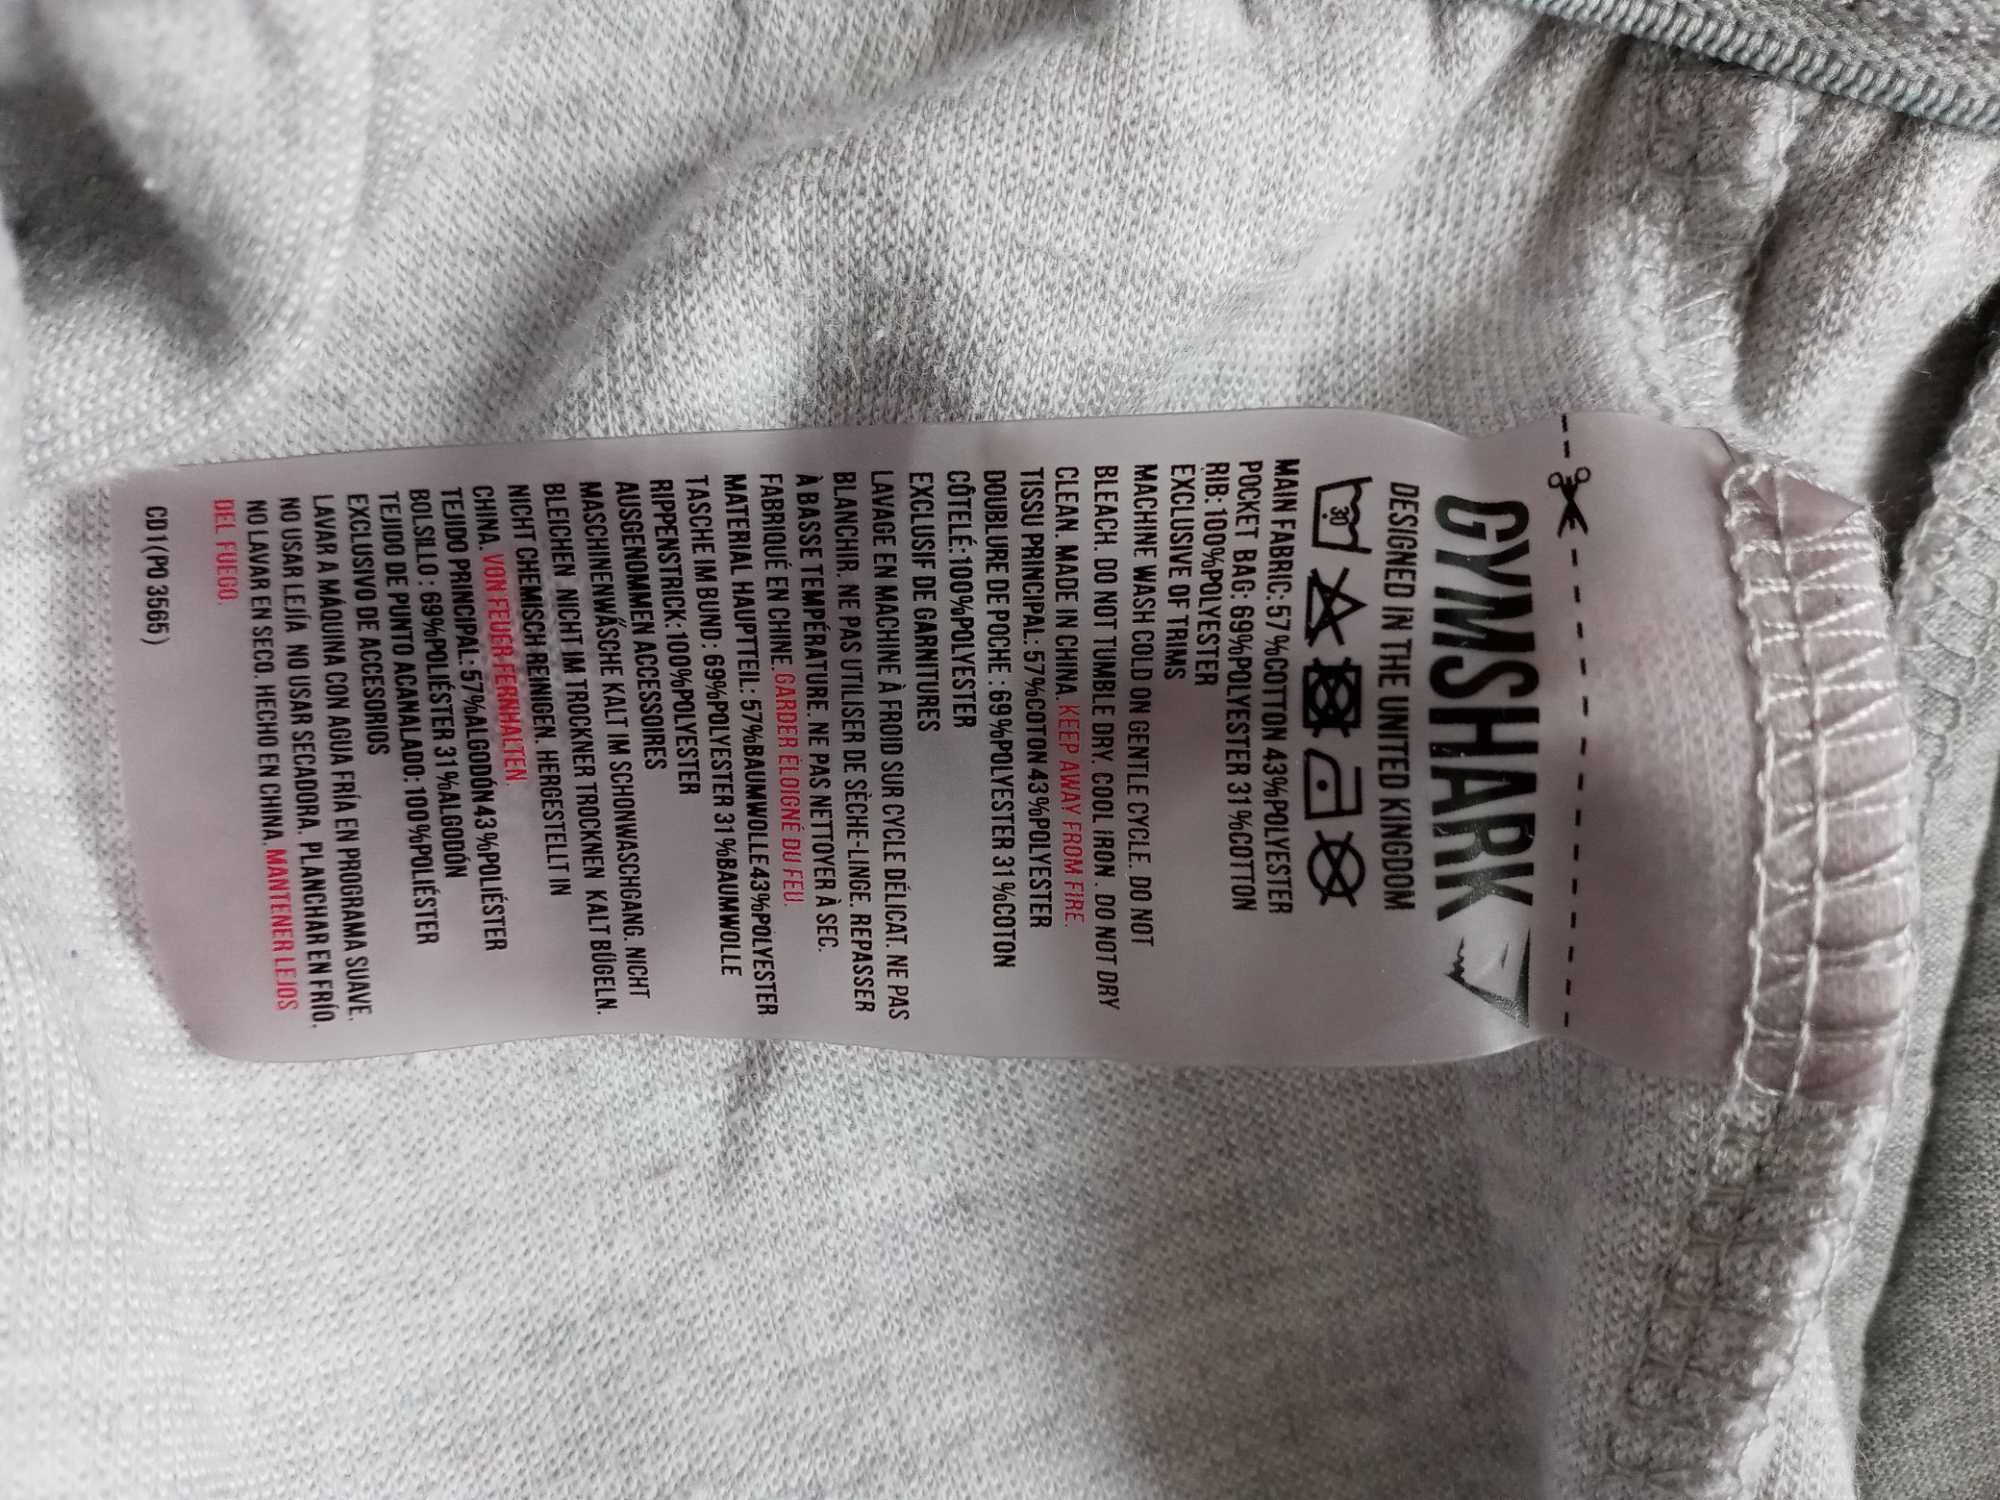 GYMSHARK
DESIGNED IN THE UNITED KINGDOM
30
MAIN FABRIC: 57%COTTON 43%POLYESTER
POCKET BAG: 69%POLYESTER 31%COTTON
RIB: 100%POLYESTER
EXCLUSIVE OF TRIMS
MACHINE WASH COLD ON GENTLE CYCLE. DO NOT
BLEACH. DO NOT TUMBLE DRY. COOL IRON. DO NOT DRY
CLEAN. MADE IN CHINA. KEEP AWAY FROM FIRE.
TISSU PRINCIPAL: 57%COTON 43%POLYESTER
DOUBLURE DE POCHE : 69%POLYESTER 31%COTON
CÔTELÉ: 100%POLYESTER
EXCLUSIF DE GARNITURES
LAVAGE EN MACHINE À FROID SUR CYCLE DÉLICAT. NE PAS
BLANCHIR. NE PAS UTILISER DE SÈCHE-LINGE. REPASSER
À BASSE TEMPÉRATURE. NE PAS NETTOYER À SEC.
FABRIQUÉ EN CHINE. GARDER ÉLOIGNÉ DU FEU.
MATERIAL HAUPTTEIL: 57%BAUMWOLLE 43%POLYESTER
TASCHE IM BUND : 69%POLYESTER 31%BAUMWOLLE
RIPPENSTRICK: 100%POLYESTER
AUSGENOMMEN ACCESSOIRES
MASCHINENWÄSCHE KALT IM SCHONWASCHGANG. NICHT
BLEICHEN. NICHT IM TROCKNER TROCKNEN. KALT BÜGELN.
NICHT CHEMISCH REINIGEN. HERGESTELLT IN
CHINA. VON FEUER FERNHALTEN.
TEJIDO PRINCIPAL: 57%ALGODÓN 43%POLIÉSTER
BOLSILLO : 69%POLIÉSTER 31%ALGODÓN
TEJIDO DE PUNTO ACANALADO: 100%POLIÉSTER
EXCLUSIVO DE ACCESORIOS
LAVAR A MÁQUINA CON AGUA FRÍA EN PROGRAMA SUAVE.
NO USAR LEJÍA. NO USAR SECADORA. PLANCHAR EN FRÍO.
NO LAVAR EN SECO. HECHO EN CHINA. MANTENER LEJOS
DEL FUEGO.
CD1(PO 3565)